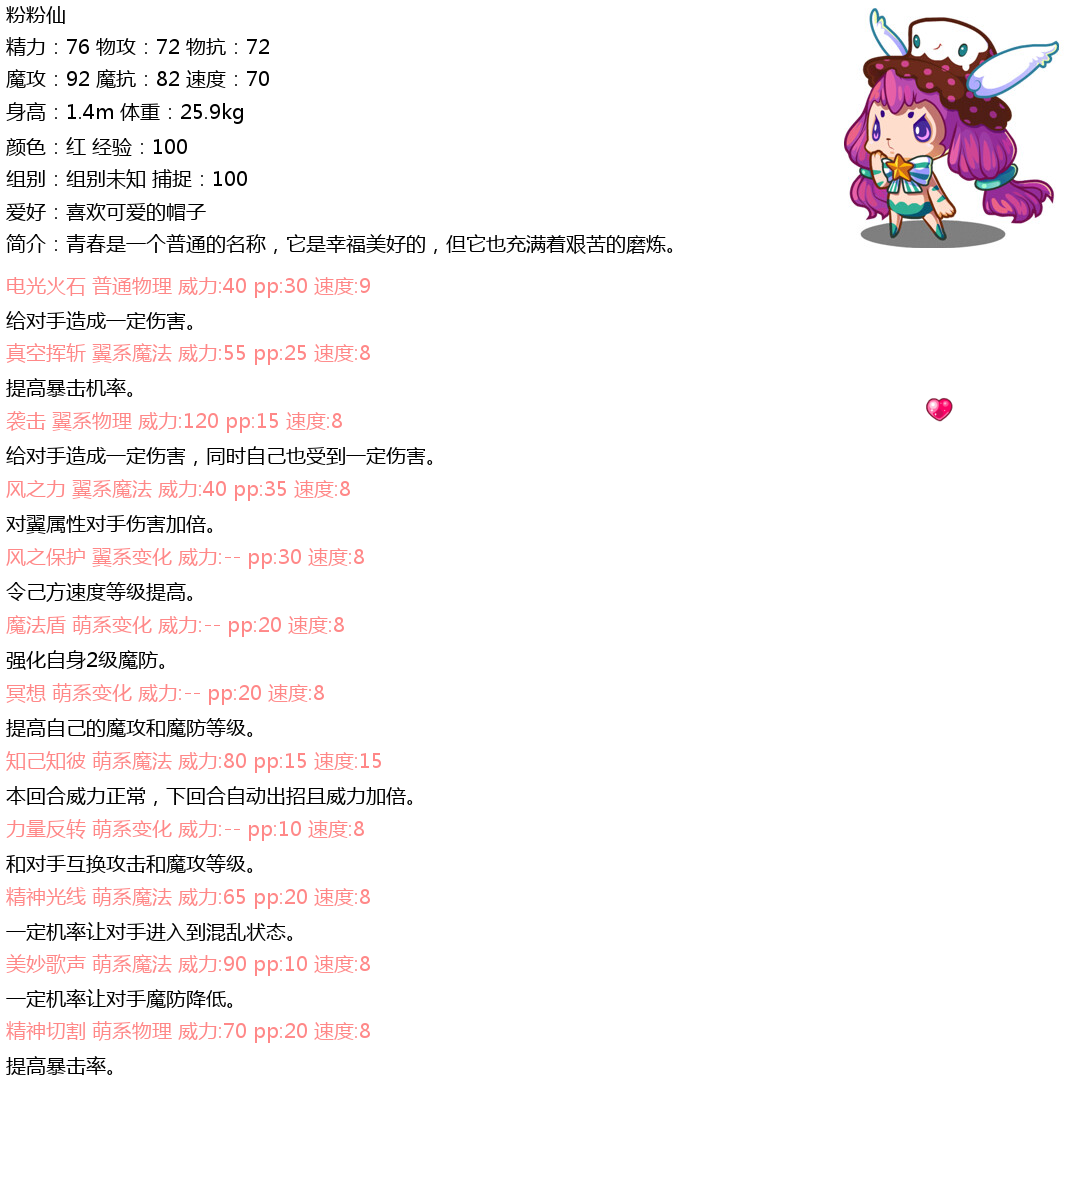 粉粉仙
精力：76 物攻：72 物抗：72
魔攻：92 魔抗：82 速度：70
身高：1.4m 体重：25.9kg
颜色：红 经验：100
组别：组别未知 捕捉：100
爱好：喜欢可爱的帽子
简介：青春是一个普通的名称，它是幸福美好的，但它也充满着艰苦的磨炼。
电光火石 普通物理 威力:40 pp:30 速度:9
给对手造成一定伤害。
真空挥斩 翼系魔法 威力:55 pp:25 速度:8
提高暴击机率。
袭击 翼系物理 威力:120 pp:15 速度:8
给对手造成一定伤害，同时自己也受到一定伤害。
风之力 翼系魔法 威力:40 pp:35 速度:8
对翼属性对手伤害加倍。
风之保护 翼系变化 威力:-- pp:30 速度:8
令己方速度等级提高。
魔法盾 萌系变化 威力:-- pp:20 速度:8
强化自身2级魔防。
冥想 萌系变化 威力:-- pp:20 速度:8
提高自己的魔攻和魔防等级。
知己知彼 萌系魔法 威力:80 pp:15 速度:15
本回合威力正常，下回合自动出招且威力加倍。
力量反转 萌系变化 威力:-- pp:10 速度:8
和对手互换攻击和魔攻等级。
精神光线 萌系魔法 威力:65 pp:20 速度:8
一定机率让对手进入到混乱状态。
美妙歌声 萌系魔法 威力:90 pp:10 速度:8
一定机率让对手魔防降低。
精神切割 萌系物理 威力:70 pp:20 速度:8
提高暴击率。